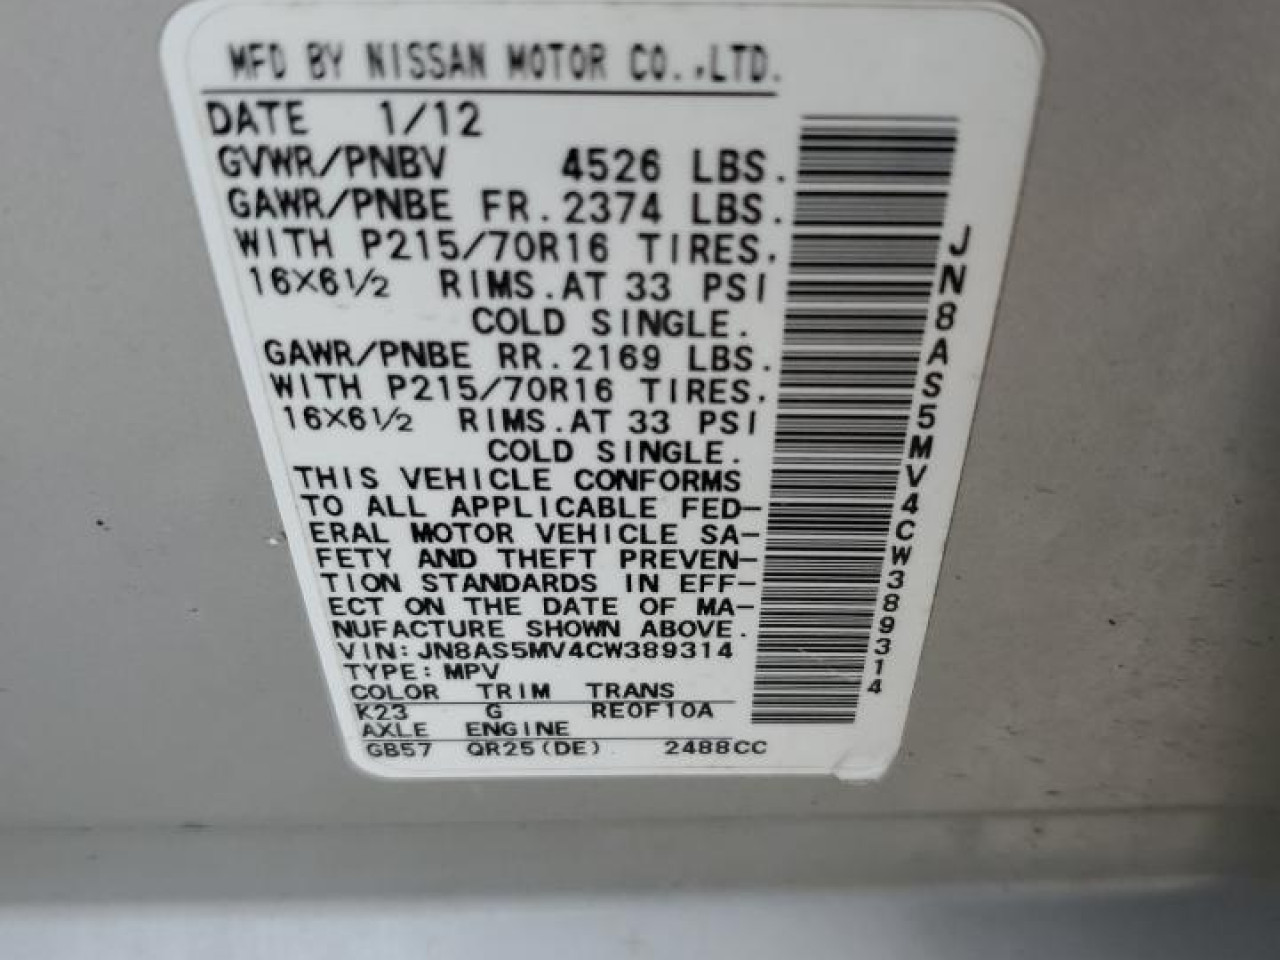 MFD BY NISSAN MOTOR CO.,LTD.
DATE 1/12
GVWR/PNBV 4526 LBS.
GAWR/PNBE FR.2374 LBS.
WITH P215/70R16 TIRES.
16X6½ RIMS.AT 33 PSI
COLD SINGLE.
GAWR/PNBE RR.2169 LBS.
WITH P215/70R16 TIRES.
16X6½ RIMS.AT 33 PSI
COLD SINGLE.
THIS VEHICLE CONFORMS
TO ALL APPLICABLE FED-
ERAL MOTOR VEHICLE SA-
FETY AND THEFT PREVEN-
TION STANDARDS IN EFF-
ECT ON THE DATE OF MA-
NUFACTURE SHOWN ABOVE.
VIN:JN8AS5MV4CW389314
TYPE:MPV
COLOR TRIM TRANS
K23 G RE0F10A
AXLE ENGINE
GB57 QR25(DE) 2488CC
JN8AS5MV4CW389314